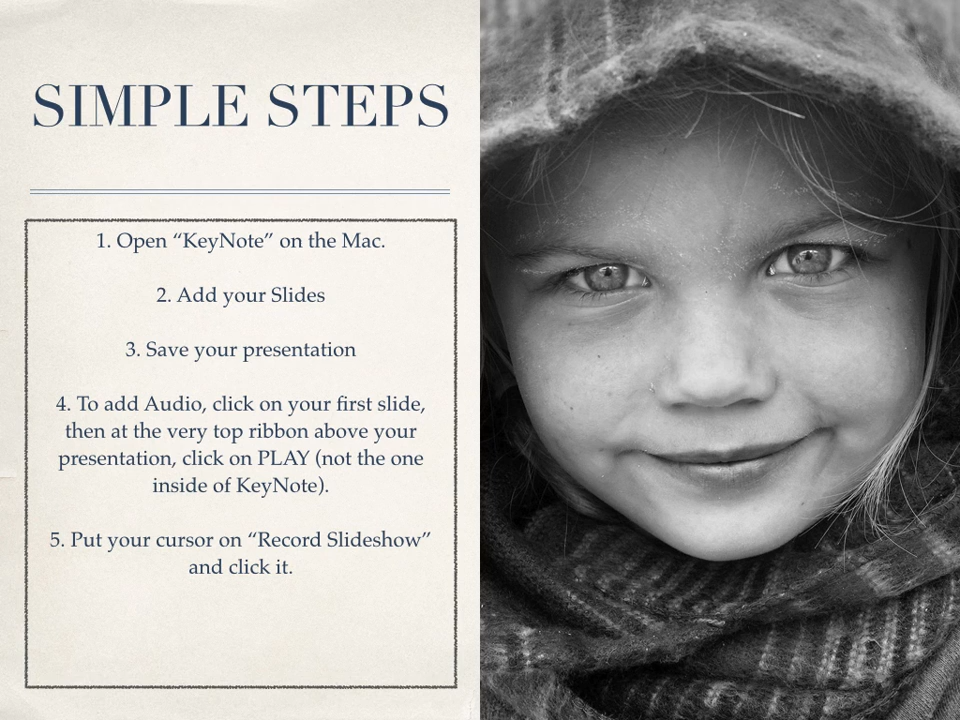 SIMPLE STEPS
1. Open “KeyNote” on the Mac.
2. Add your Slides
3. Save your presentation
4. To add Audio, click on your first slide,
then at the very top ribbon above your
presentation, click on PLAY (not the one
inside of KeyNote).
5. Put your cursor on “Record Slideshow”
and click it.